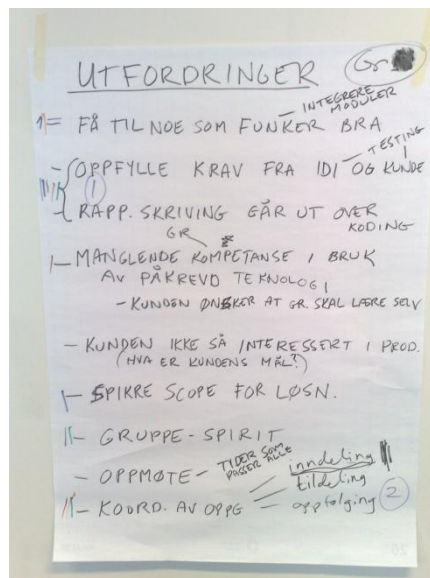 UTFORDRINGER Gr
FÅ TIL NOE SOM FUNKER BRA
INTEGRERE MODULER
- OPPFYLLE KRAV FRA IDI OG KUNDE
TESTING
1
- RAPP. SKRIVING GÅR UT OVER
KODING
GR
- MANGLENDE KOMPETANSE I BRUK
AV PÅKREVD TEKNOLOGI
- KUNDEN ØNSKER AT GR. SKAL LÆRE SELV
- KUNDEN IKKE SÅ INTERESSERT I PROD.
(HVA ER KUNDENS MÅL?)
- SPIKRE SCOPE FOR LØSN.
- GRUPPE-SPIRIT
- OPPMØTE - TIDER SOM
PASSER ALLE
- KOORD. AV OPPG
inndeling
tildeling
oppfølging
2